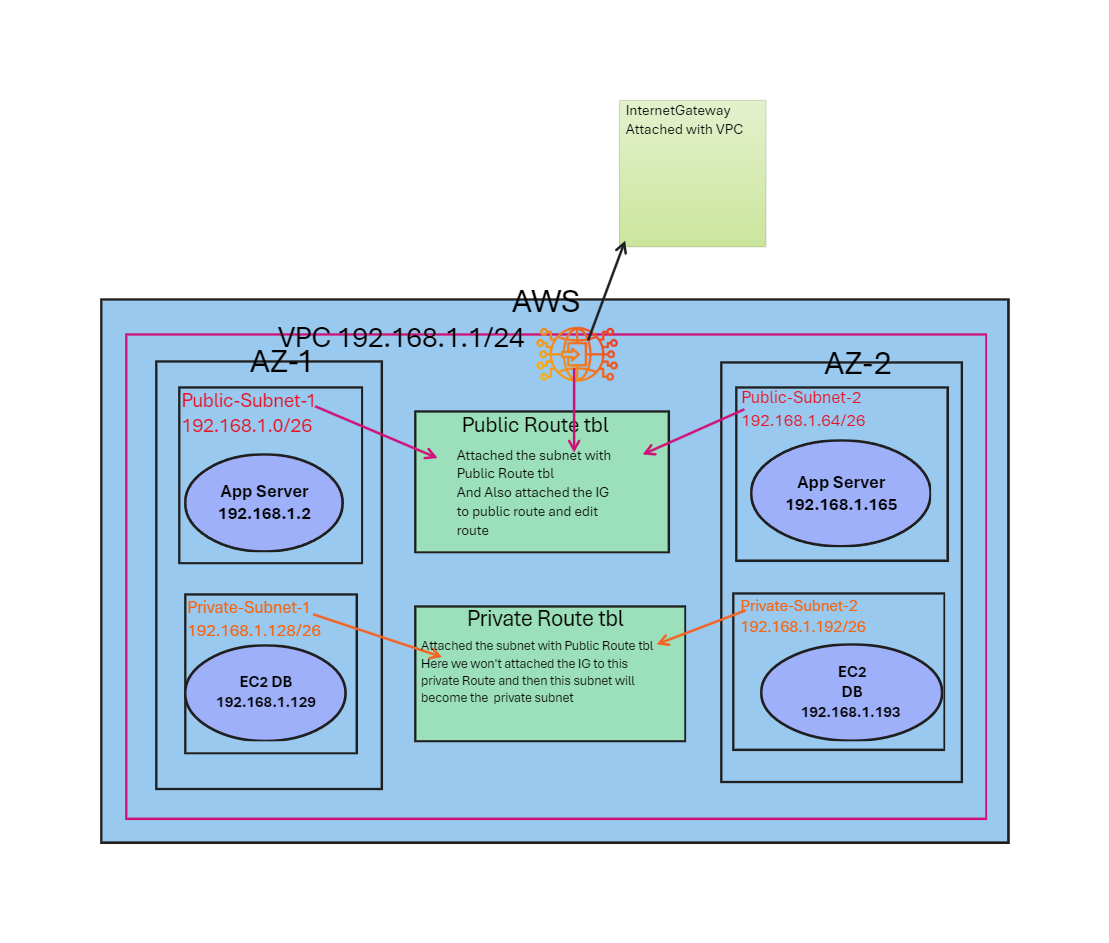 InternetGateway
Attached with VPC
AWS
VPC 192.168.1.1/24
AZ-1
AZ-2
Public-Subnet-1
192.168.1.0/26
App Server
192.168.1.2
Public Route tbl
Attached the subnet with
Public Route tbl
And Also attached the IG
to public route and edit
route
Public-Subnet-2
192.168.1.64/26
App Server
192.168.1.165
Private-Subnet-1
192.168.1.128/26
EC2 DB
192.168.1.129
Private Route tbl
Attached the subnet with Public Route tbl
Here we won't attached the IG to this
private Route and then this subnet will
become the private subnet
Private-Subnet-2
192.168.1.192/26
EC2
DB
192.168.1.193